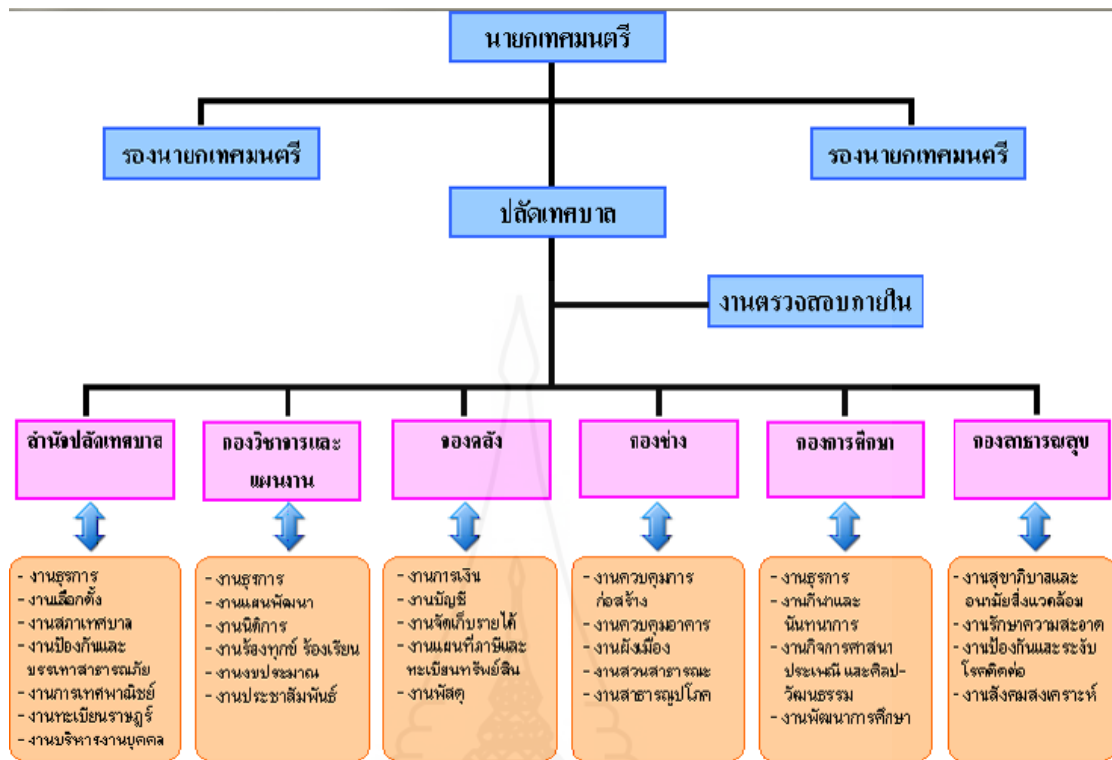 นายกเทศมนตรี
รองนายกเทศมนตรี
รองนายกเทศมนตรี
ปลัดเทศบาล
งานตรวจสอบภายใน
สำนักปลัดเทศบาล
กองวิชาการและ
แผนงาน
กองคลัง
กองช่าง
กองการศึกษา
กองสาธารณสุข
- งานธุรการ
- งานเลือกตั้ง
- งานสภาเทศบาล
- งานป้องกันและ
บรรเทาสาธารณภัย
- งานการเทศพาณิชย์
- งานทะเบียนราษฎร์
- งานบริหารงานบุคคล
- งานธุรการ
- งานแผนพัฒนา
- งานนิติการ
- งานร้องทุกข์ ร้องเรียน
- งานงบประมาณ
- งานประชาสัมพันธ์
- งานการเงิน
- งานบัญชี
- งานจัดเก็บรายได้
- งานแผนที่ภาษีและ
ทะเบียนทรัพย์สิน
- งานพัสดุ
- งานควบคุมการ
ก่อสร้าง
- งานควบคุมอาคาร
- งานผังเมือง
- งานสวนสาธารณะ
- งานสาธารณูปโภค
- งานธุรการ
- งานกีฬาและ
นันทนาการ
- งานกิจการศาสนา
ประเพณี และศิลป-
วัฒนธรรม
- งานพัฒนาการศึกษา
- งานสุขาภิบาลและ
อนามัยสิ่งแวดล้อม
- งานรักษาความสะอาด
- งานป้องกันและระงับ
โรคติดต่อ
- งานสังคมสงเคราะห์